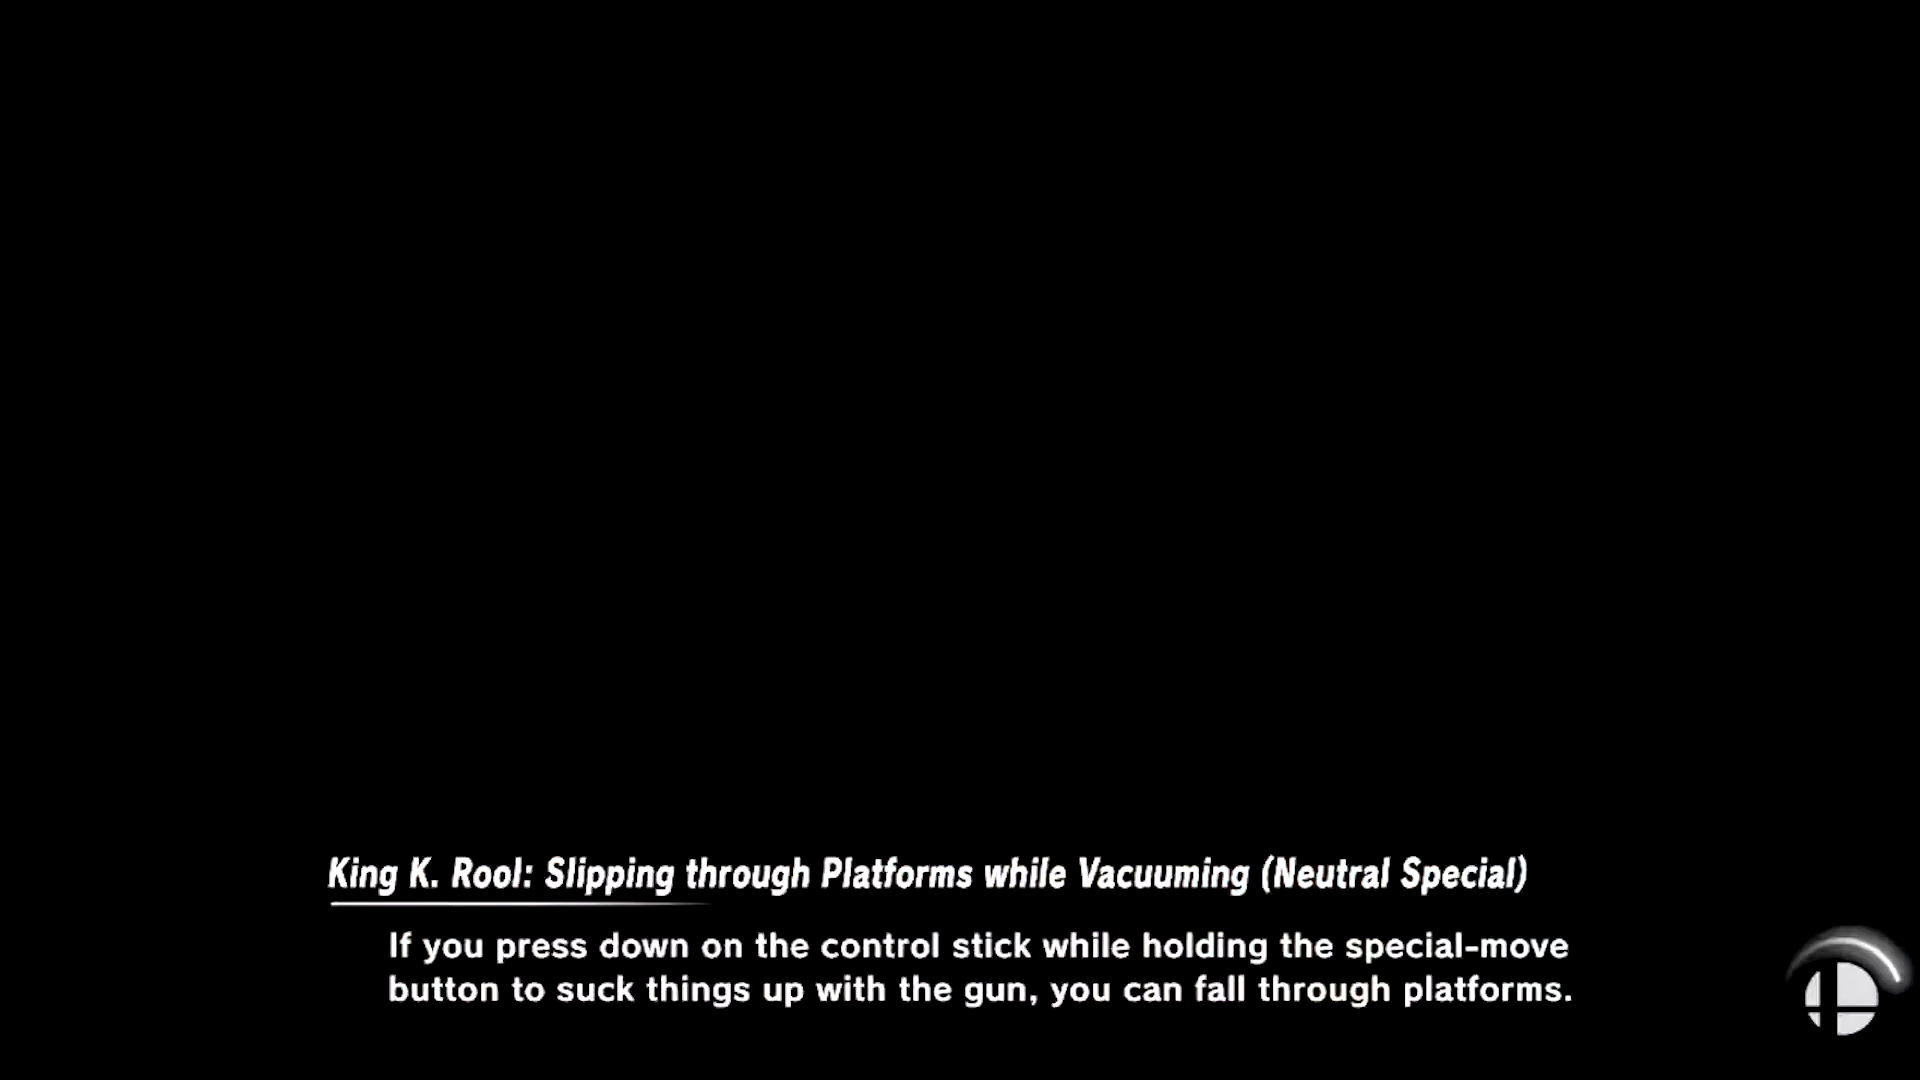 King K. Rool: Slipping through Platforms while Vacuuming (Neutral Special)
If you press down on the control stick while holding the special-move
button to suck things up with the gun, you can fall through platforms.